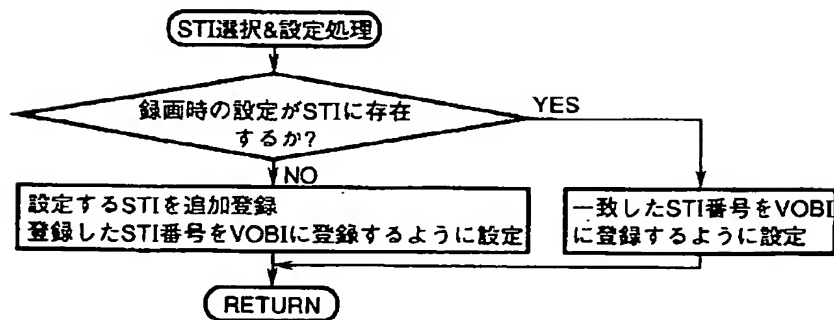 STI選択&設定処理
録画時の設定がSTIに存在
するか?
YES
NO
設定するSTIを追加登録
登録したSTI番号をVOBIに登録するように設定
一致したSTI番号をVOBI
に登録するように設定
RETURN